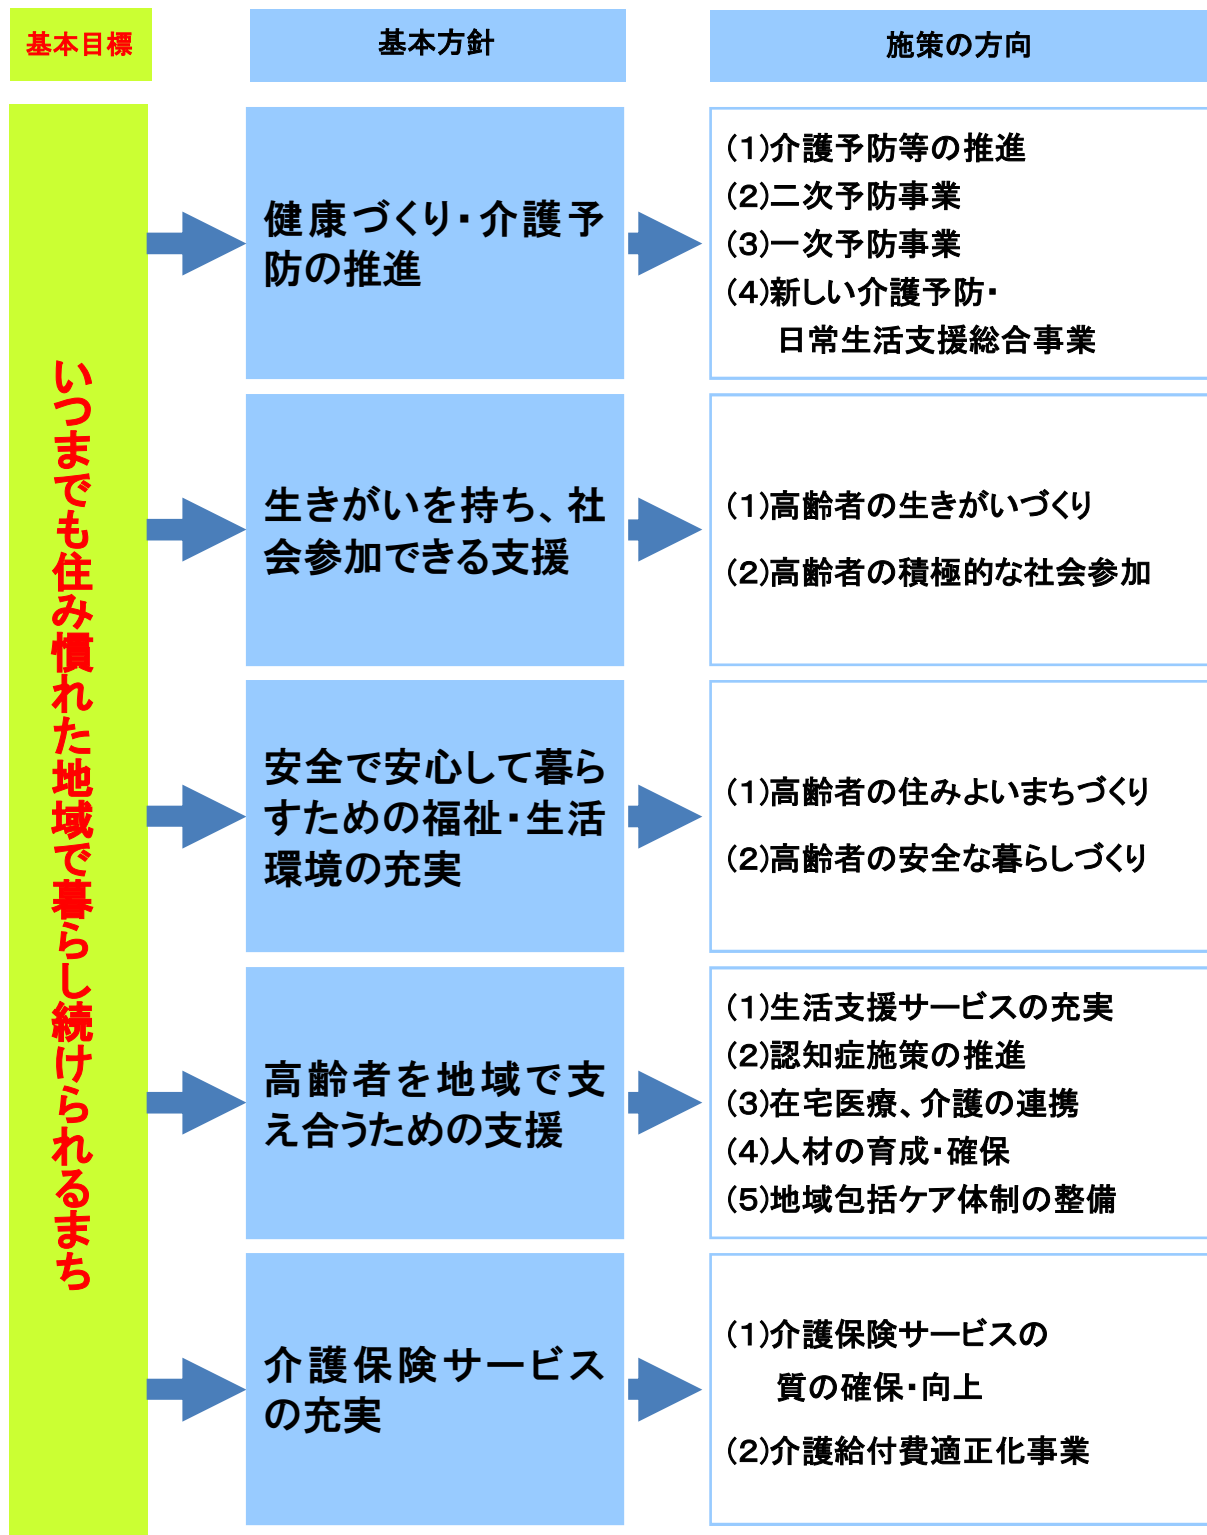 基本目標
基本方針
施策の方向
いつまでも住み慣れた地域で暮らし続けられるまち
健康づくり・介護予
防の推進
(1)介護予防等の推進
(2)二次予防事業
(3)一次予防事業
(4)新しい介護予防・
日常生活支援総合事業
生きがいを持ち、社
会参加できる支援
(1)高齢者の生きがいづくり
(2)高齢者の積極的な社会参加
安全で安心して暮ら
すための福祉・生活
環境の充実
(1)高齢者の住みよいまちづくり
(2)高齢者の安全な暮らしづくり
高齢者を地域で支
え合うための支援
(1)生活支援サービスの充実
(2)認知症施策の推進
(3)在宅医療、介護の連携
(4)人材の育成・確保
(5)地域包括ケア体制の整備
介護保険サービス
の充実
(1)介護保険サービスの
質の確保・向上
(2)介護給付費適正化事業